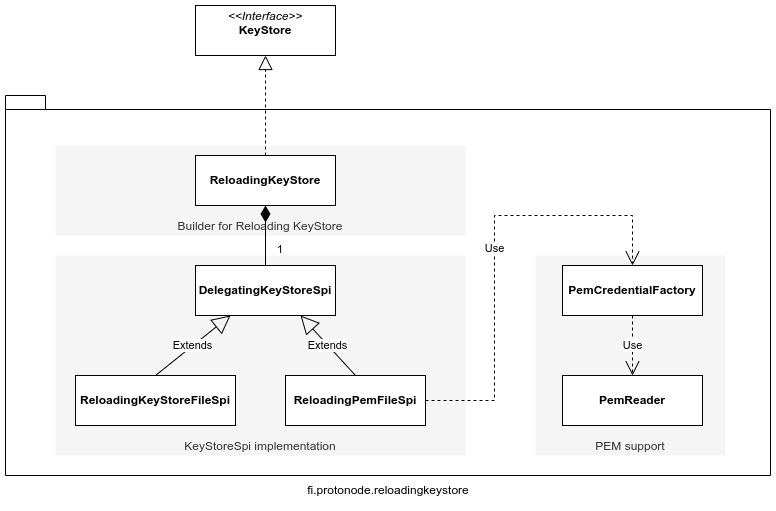 <<Interface>>
KeyStore
ReloadingKeyStore
Builder for Reloading KeyStore
1
Use
DelegatingKeyStoreSpi
PemCredentialFactory
Extends
Extends
Use
ReloadingKeyStoreFileSpi
ReloadingPemFileSpi
PemReader
KeyStoreSpi implementation
PEM support
fi.protonode.reloadingkeystore